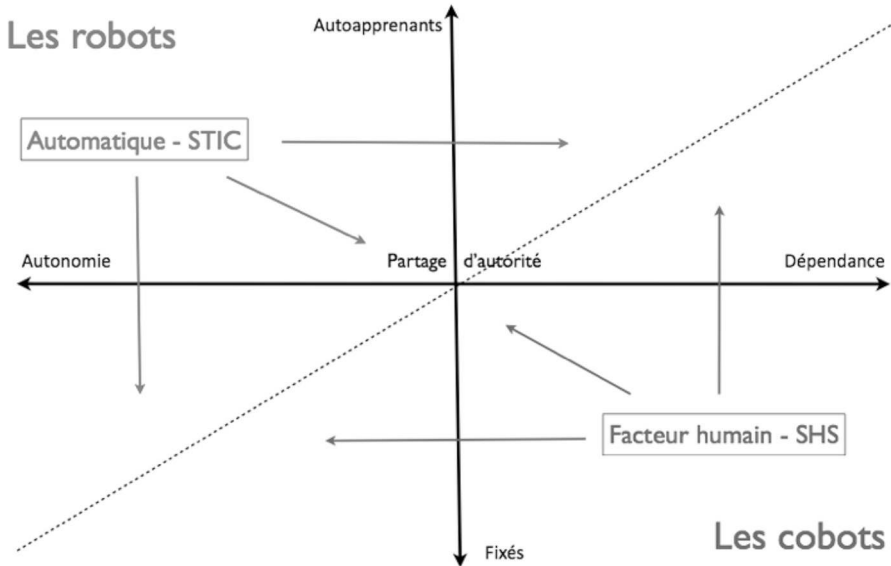 Les robots
Autoapprenants
Automatique - STIC
Autonomie
Partage d'autorité
Dépendance
Facteur humain - SHS
Les cobots
Fixés